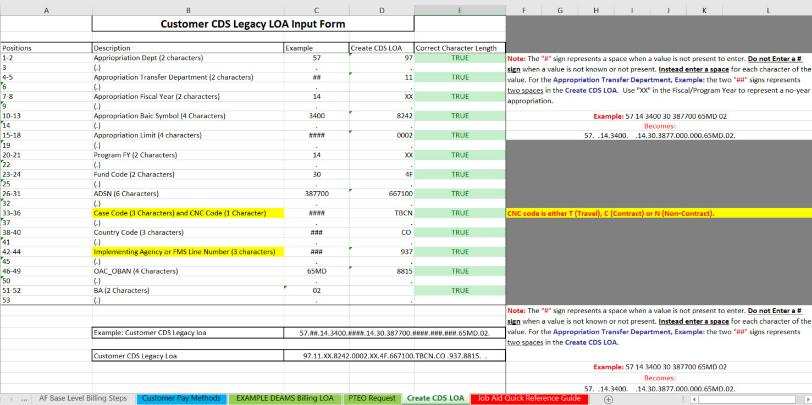 A B C D E F G H I J K L
Customer CDS Legacy LOA Input Form
Positions Description Example Create CDS LOA Correct Character Length
1-2 Appriopriation Dept (2 characters) 57 97 TRUE
3 (.) . .
4-5 Appriopriation Transfer Department (2 characters) ## 11 TRUE
6 (.) . .
7-8 Appropriation Fiscal Year (2 characters) 14 XX TRUE
9 (.) . .
10-13 Appropriation Baic Symbol (4 Characters) 3400 8242 TRUE
14 (.) . .
15-18 Appropriation Limit (4 characters) #### 0002 TRUE
19 (.) . .
20-21 Program FY (2 Characters) 14 XX TRUE
22 (.) . .
23-24 Fund Code (2 Characters) 30 4F TRUE
25 (.) . .
26-31 ADSN (6 Characters) 387700 667100 TRUE
32 (.) . .
33-36 Case Code (3 Characters) and CNC Code (1 Character) #### TBCN TRUE
37 (.) . .
38-40 Country Code (3 characters) ### CO TRUE
41 (.) . .
42-44 Implementing Agency or FMS Line Number (3 characters) ### 937 TRUE
45 (.) . .
46-49 OAC_OBAN (4 Characters) 65MD 8815 TRUE
50 (.) . .
51-52 BA (2 Characters) 02 TRUE
53 (.) . .
Example: Customer CDS Legacy loa 57.##.14.3400.####.14.30.387700.####.###.###.65MD.02.
Customer CDS Legacy Loa 97.11.XX.8242.0002.XX.4F.667100.TBCN.CO .937.8815. .
Note: The "#" sign represents a space when a value is not present to enter. Do not Enter a #
sign when a value is not known or not present. Instead enter a space for each character of the
value. For the Appropriation Transfer Department, Example: the two "##" signs represents
two spaces in the Create CDS LOA. Use "XX" in the Fiscal/Program Year to represent a no-year
appropriation.
Example: 57 14 3400 30 387700 65MD 02
Becomes:
57. .14.3400. .14.30.3877.000.000.65MD.02.
CNC code is either T (Travel), C (Contract) or N (Non-Contract).
Note: The "#" sign represents a space when a value is not present to enter. Do not Enter a #
sign when a value is not known or not present. Instead enter a space for each character of the
value. For the Appropriation Transfer Department, Example: the two "##" signs represents
two spaces in the Create CDS LOA.
Example: 57 14 3400 30 387700 65MD 02
Becomes:
57. .14.3400. .14.30.3877.000.000.65MD.02.
... AF Base Level Billing Steps Customer Pay Methods EXAMPLE DEAMS Billing LOA PTEO Request Create CDS LOA Job Aid Quick Reference Guide